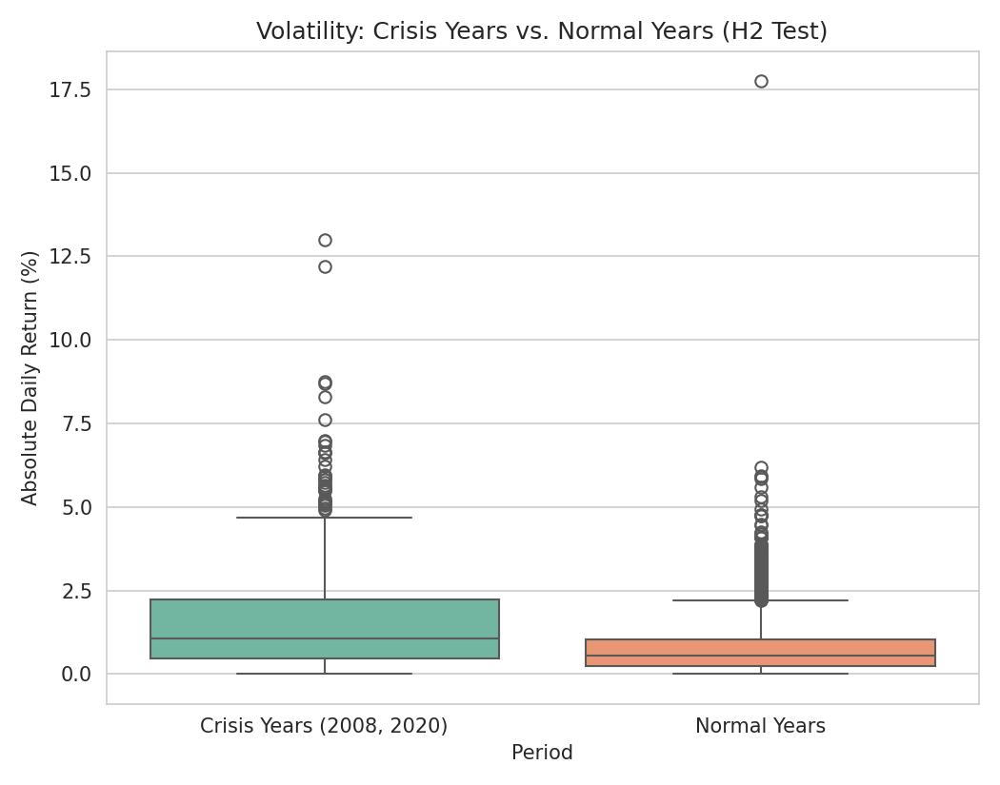 Volatility: Crisis Years vs. Normal Years (H2 Test)
Absolute Daily Return (%)
17.5
15.0
12.5
10.0
7.5
5.0
2.5
0.0
Crisis Years (2008, 2020)
Normal Years
Period